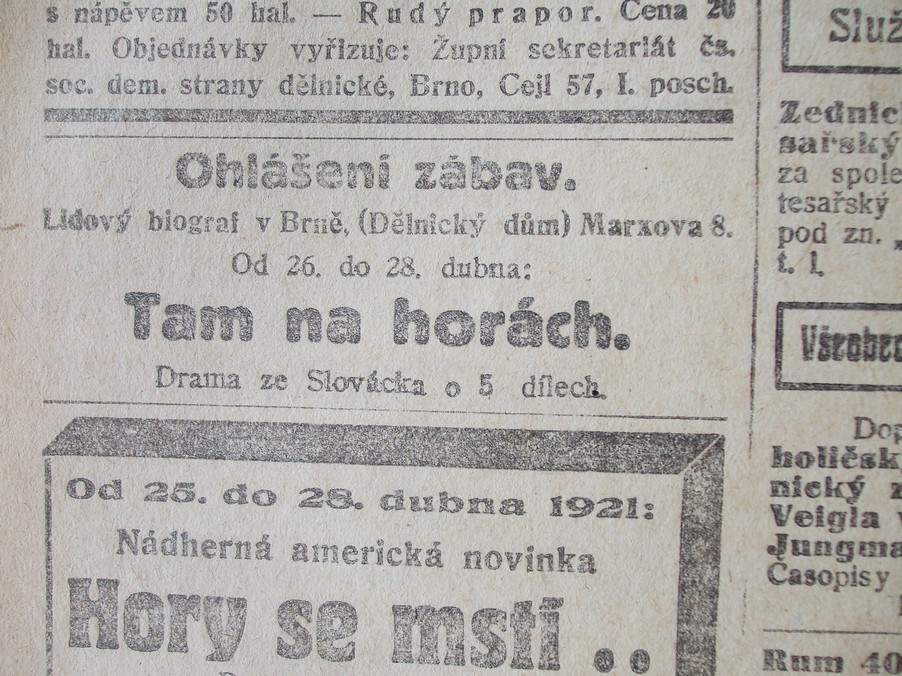 s nápěvem 50 hal. — Rudý prapor. Cena 20
hal. Objednávky vyřizuje: Župní sekretariát čs.
soc. dem. strany dělnické, Brno, Cejl 57, I. posch.
Ohlášení zábav.
Lidový biograf v Brně, (Dělnický dům) Marxova 8.
Od 26. do 28. dubna:
Tam na horách.
Drama ze Slovácka o 5 dílech.
Od 25. do 28. dubna 1921:
Nádherná americká novinka
Hory se mstí ..
Služ
Zednic
sařský
za spole
tesařský
pod zn. „
t. l.
Všeobec
Dop
holičsk
nický z
Veigla v
Jungma
Časopisy
Rum 40